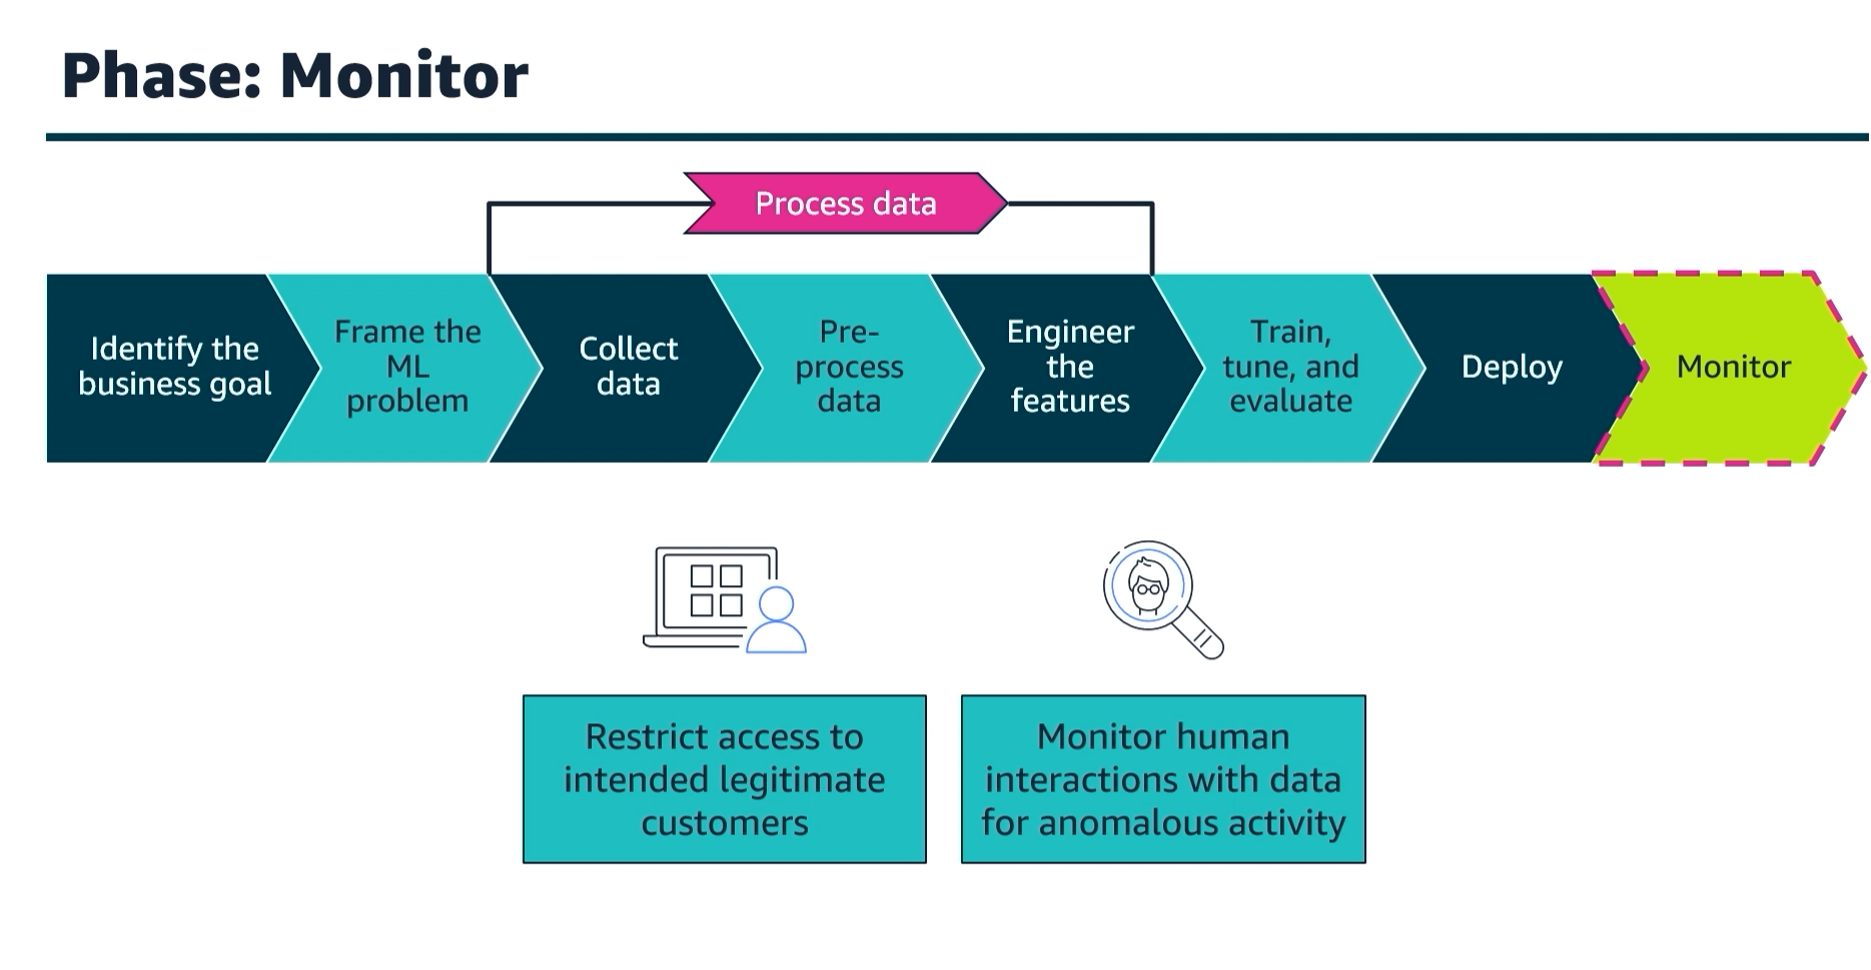 Phase: Monitor
Process data
Identify the
business goal
Frame the
ML
problem
Collect
data
Pre-
process
data
Engineer
the
features
Train,
tune, and
evaluate
Deploy
Monitor
Restrict access to
intended legitimate
customers
Monitor human
interactions with data
for anomalous activity